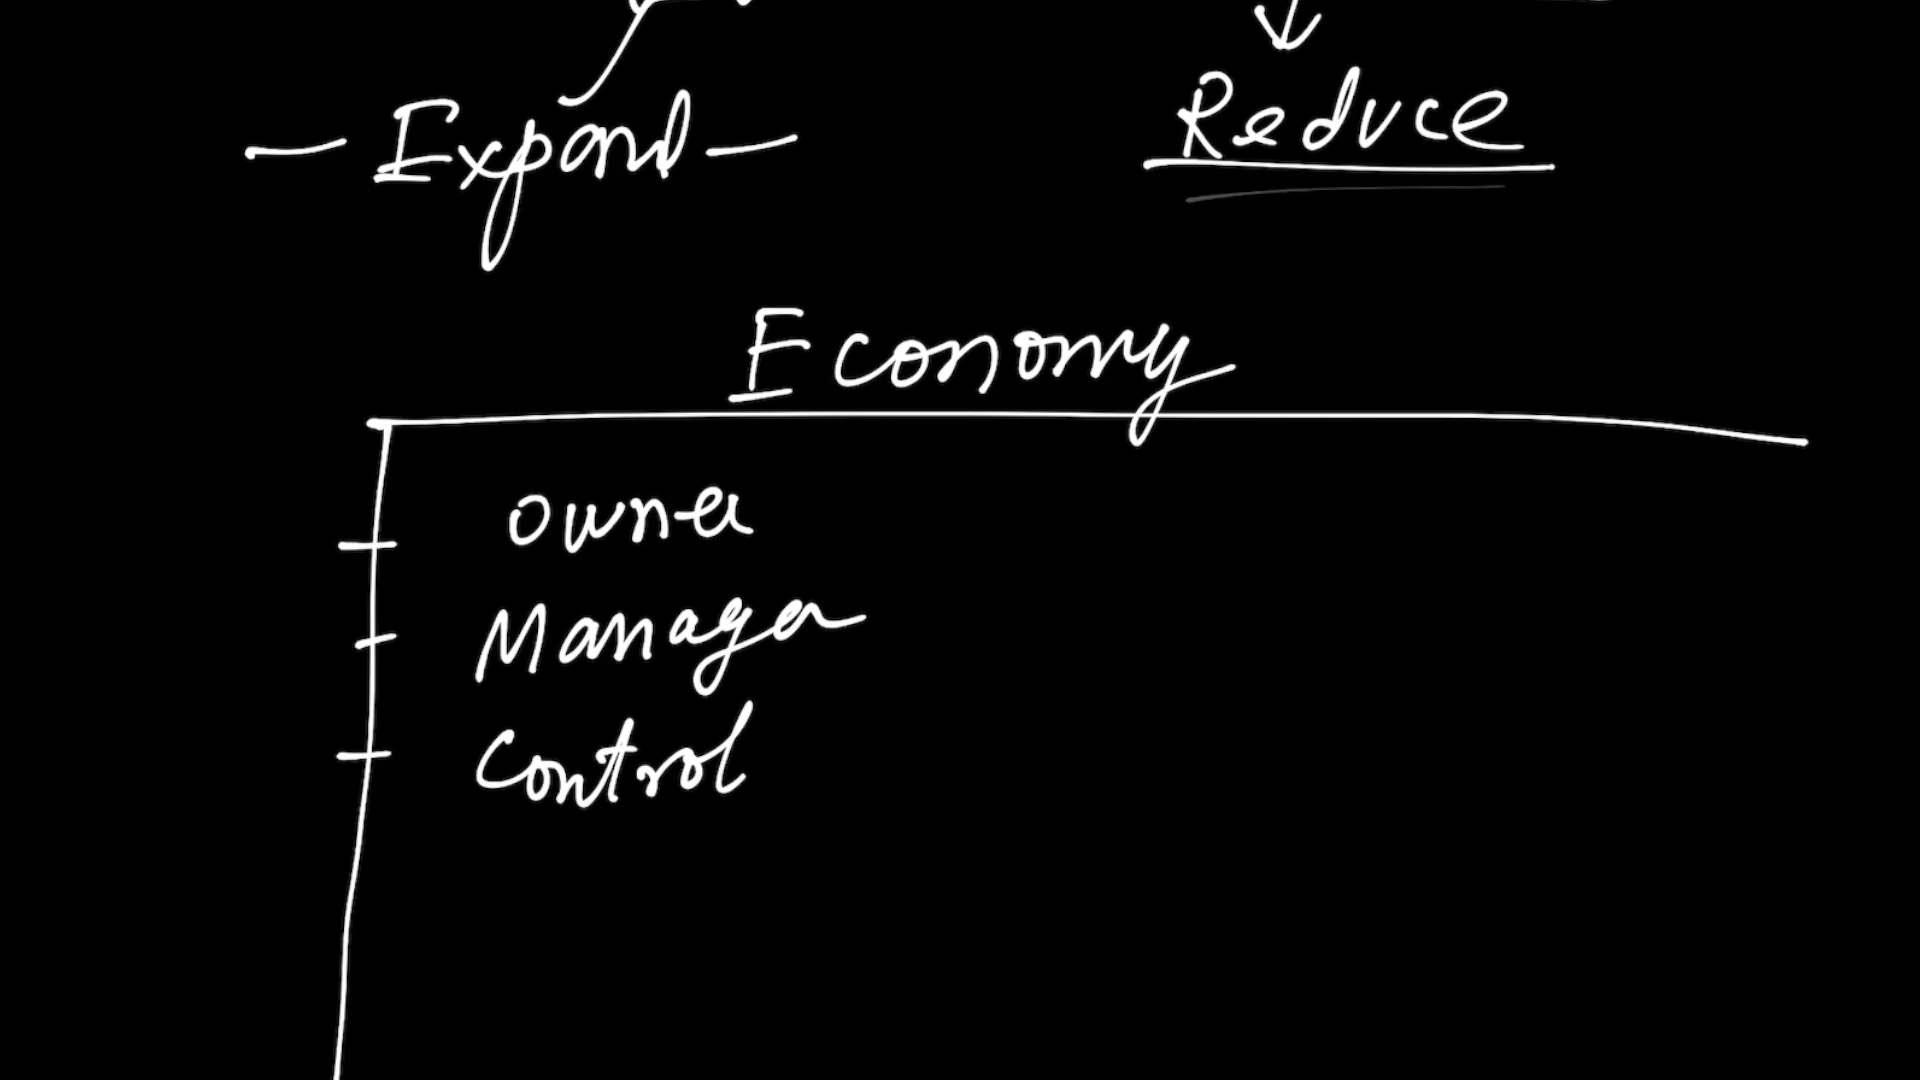 - Expand -
Reduce
Economy
Owner
Manager
Control